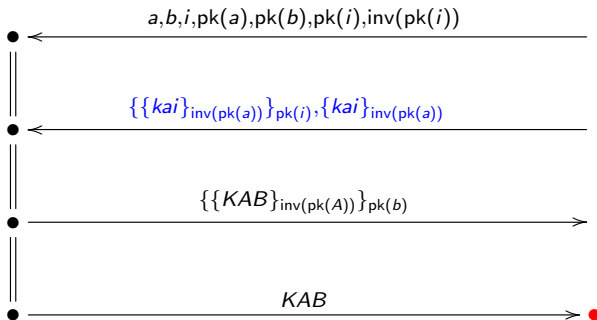 a,b,i,pk(a),pk(b),pk(i),inv(pk(i))
{{kai}inv(pk(a))}pk(i),{kai}inv(pk(a))
{{KAB}inv(pk(A))}pk(b)
KAB